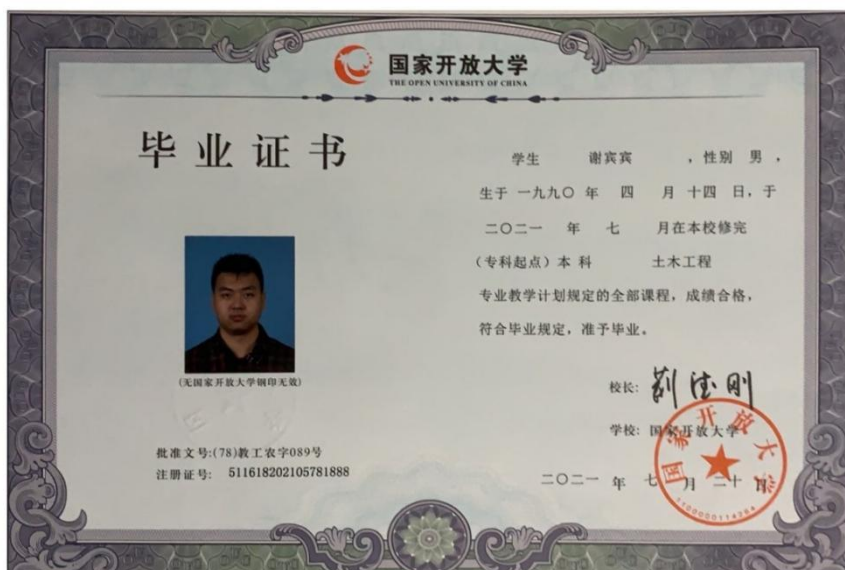 国家开放大学
THE OPEN UNIVERSITY OF CHINA
毕业证书
(无国家开放大学钢印无效)
批准文号:(78)教工农字089号
注册证号: 511618202105781888
学生 谢宾宾 ,性别 男 ,
生于 一九九〇 年 四 月 十四 日,于
二〇二一 年 七 月在本校修完
(专科起点)本科 土木工程
专业教学计划规定的全部课程,成绩合格,
符合毕业规定,准予毕业。
校长:
学校: 国家开放大学
二〇二一 年 七 月 二十 日
国家开放大学